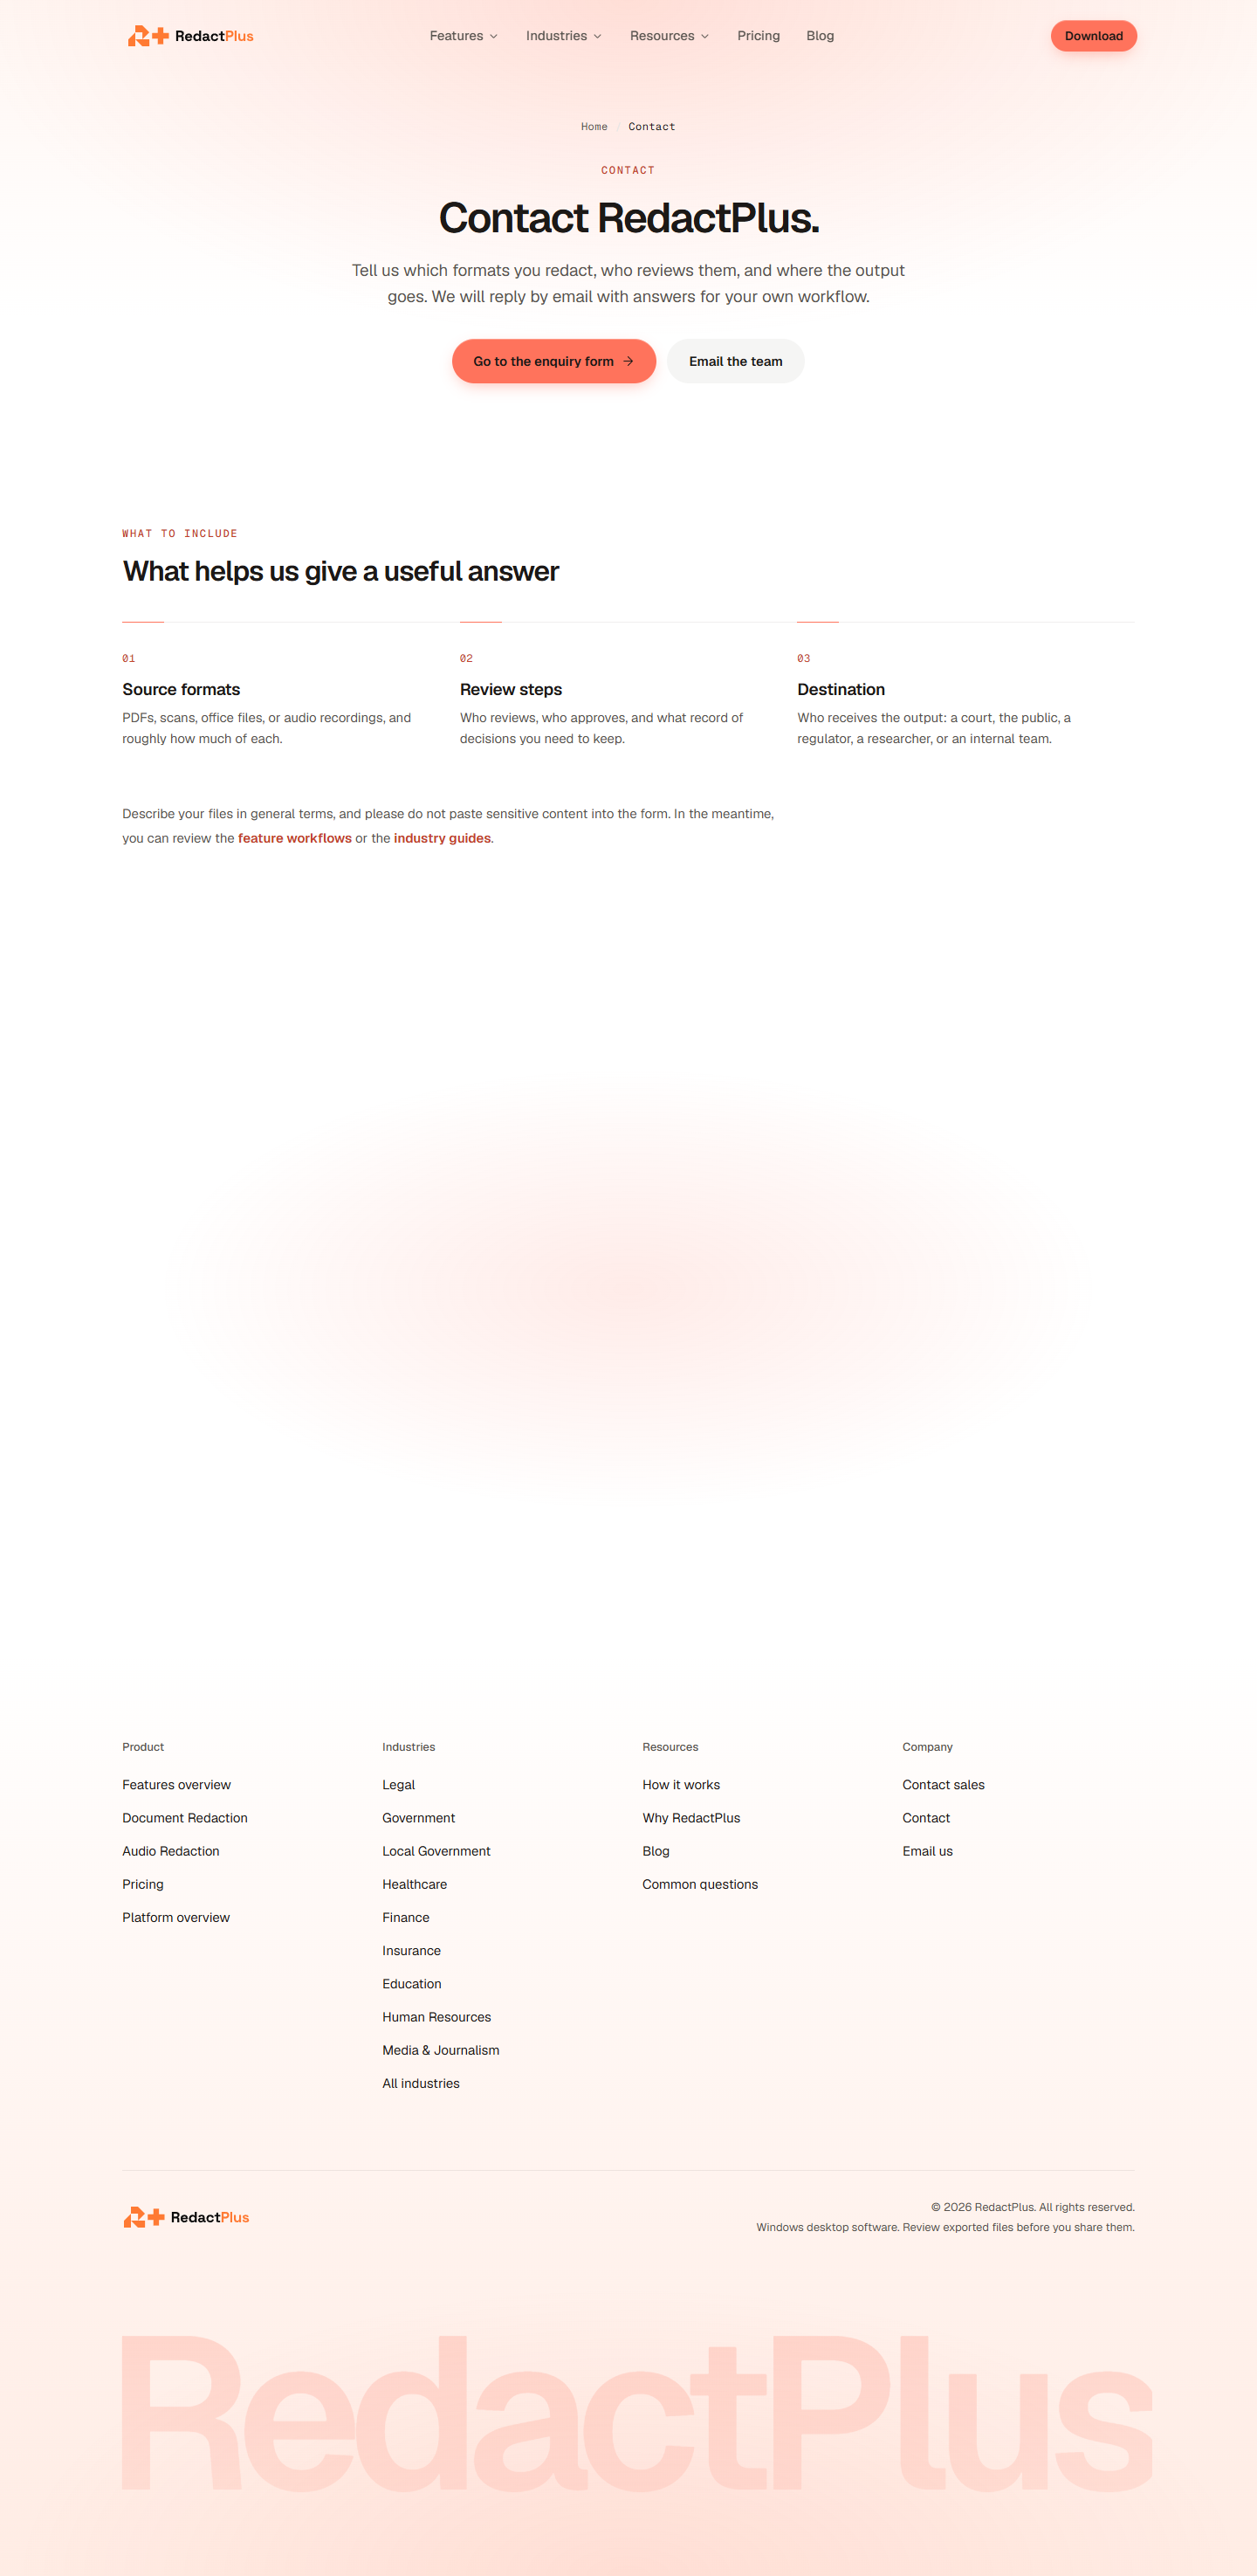 RedactPlus
Features
Industries
Resources
Pricing
Blog
Download
Home / Contact
CONTACT
Contact RedactPlus.
Tell us which formats you redact, who reviews them, and where the output
goes. We will reply by email with answers for your own workflow.
Go to the enquiry form →
Email the team
WHAT TO INCLUDE
What helps us give a useful answer
01
Source formats
PDFs, scans, office files, or audio recordings, and
roughly how much of each.
02
Review steps
Who reviews, who approves, and what record of
decisions you need to keep.
03
Destination
Who receives the output: a court, the public, a
regulator, a researcher, or an internal team.
Describe your files in general terms, and please do not paste sensitive content into the form. In the meantime,
you can review the feature workflows or the industry guides.
Product
Features overview
Document Redaction
Audio Redaction
Pricing
Platform overview
Industries
Legal
Government
Local Government
Healthcare
Finance
Insurance
Education
Human Resources
Media & Journalism
All industries
Resources
How it works
Why RedactPlus
Blog
Common questions
Company
Contact sales
Contact
Email us
RedactPlus
© 2026 RedactPlus. All rights reserved.
Windows desktop software. Review exported files before you share them.
RedactPlus